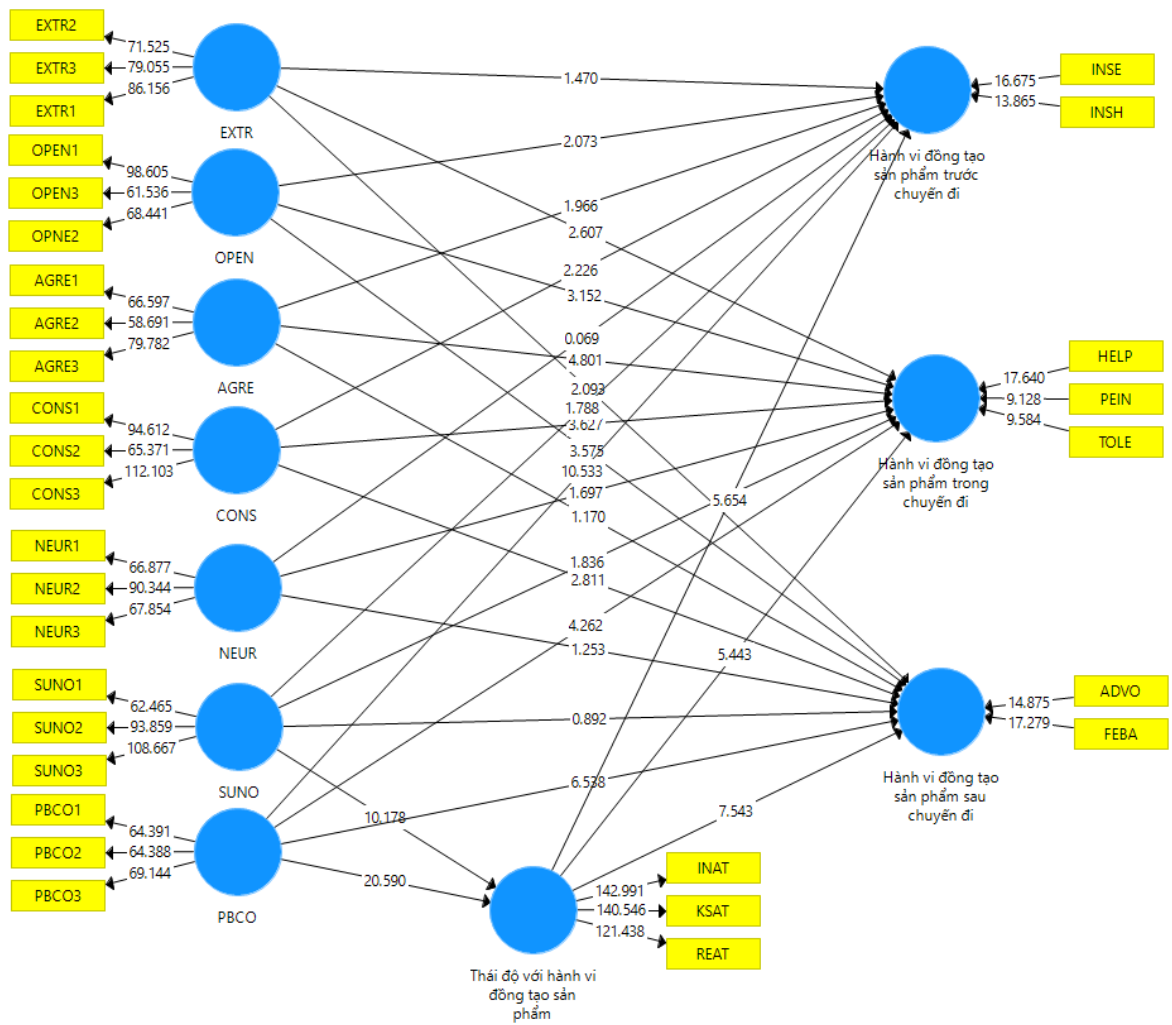 EXTR2
EXTR3
EXTR1
71.525
79.055
86.156
EXTR
OPEN1
OPEN3
OPNE2
98.605
61.536
68.441
OPEN
AGRE1
AGRE2
AGRE3
66.597
58.691
79.782
AGRE
CONS1
CONS2
CONS3
94.612
65.371
112.103
CONS
NEUR1
NEUR2
NEUR3
66.877
90.344
67.854
NEUR
SUNO1
SUNO2
SUNO3
62.465
93.859
108.667
SUNO
PBCO1
PBCO2
PBCO3
64.391
64.388
69.144
PBCO
1.470
2.073
1.966
2.607
2.226
3.152
0.069
4.801
2.093
1.788
3.627
3.575
10.533
1.697
1.170
1.836
2.811
4.262
1.253
0.892
6.538
10.178
20.590
5.654
5.443
7.543
16.675
13.865
INSE
INSH
Hành vi đồng tạo
sản phẩm trước
chuyến đi
17.640
9.128
9.584
HELP
PEIN
TOLE
Hành vi đồng tạo
sản phẩm trong
chuyến đi
14.875
17.279
ADVO
FEBA
Hành vi đồng tạo
sản phẩm sau
chuyến đi
142.991
140.546
121.438
INAT
KSAT
REAT
Thái độ với hành vi
đồng tạo sản
phẩm